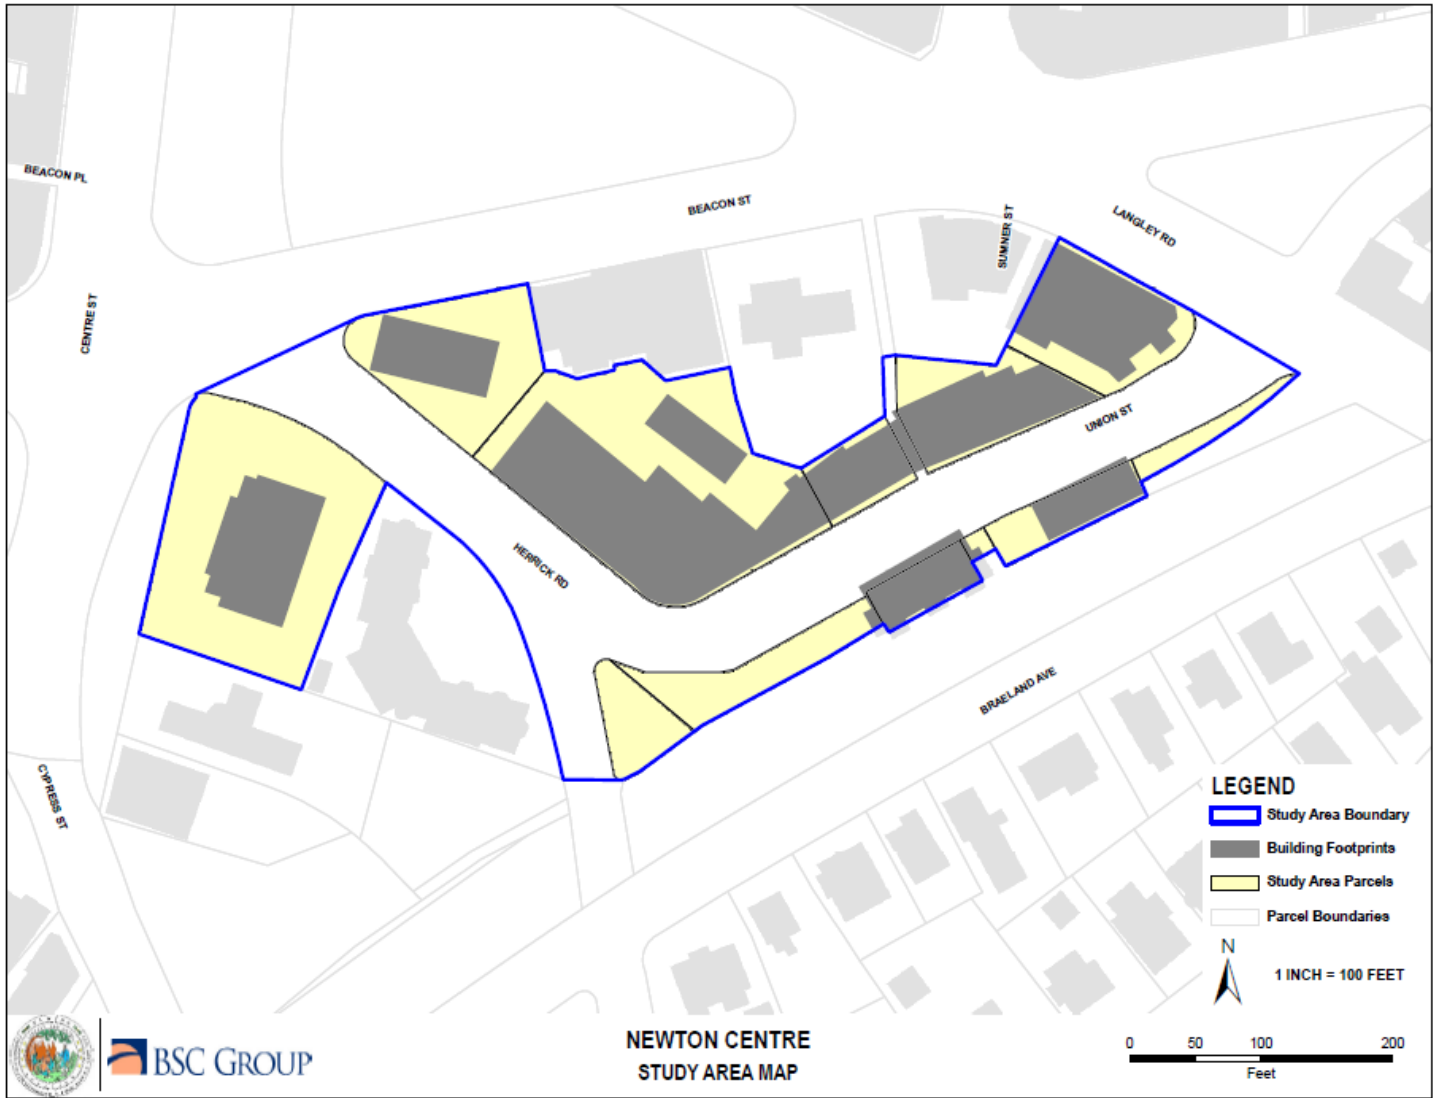 BEACON PL
BEACON ST
SUMNER ST
LANGLEY RD
CENTRE ST
UNION ST
HERRICK RD
BRAELAND AVE
CYPRESS ST
LEGEND
Study Area Boundary
Building Footprints
Study Area Parcels
Parcel Boundaries
N
1 INCH = 100 FEET
BSC GROUP
NEWTON CENTRE
STUDY AREA MAP
0 50 100 200
Feet